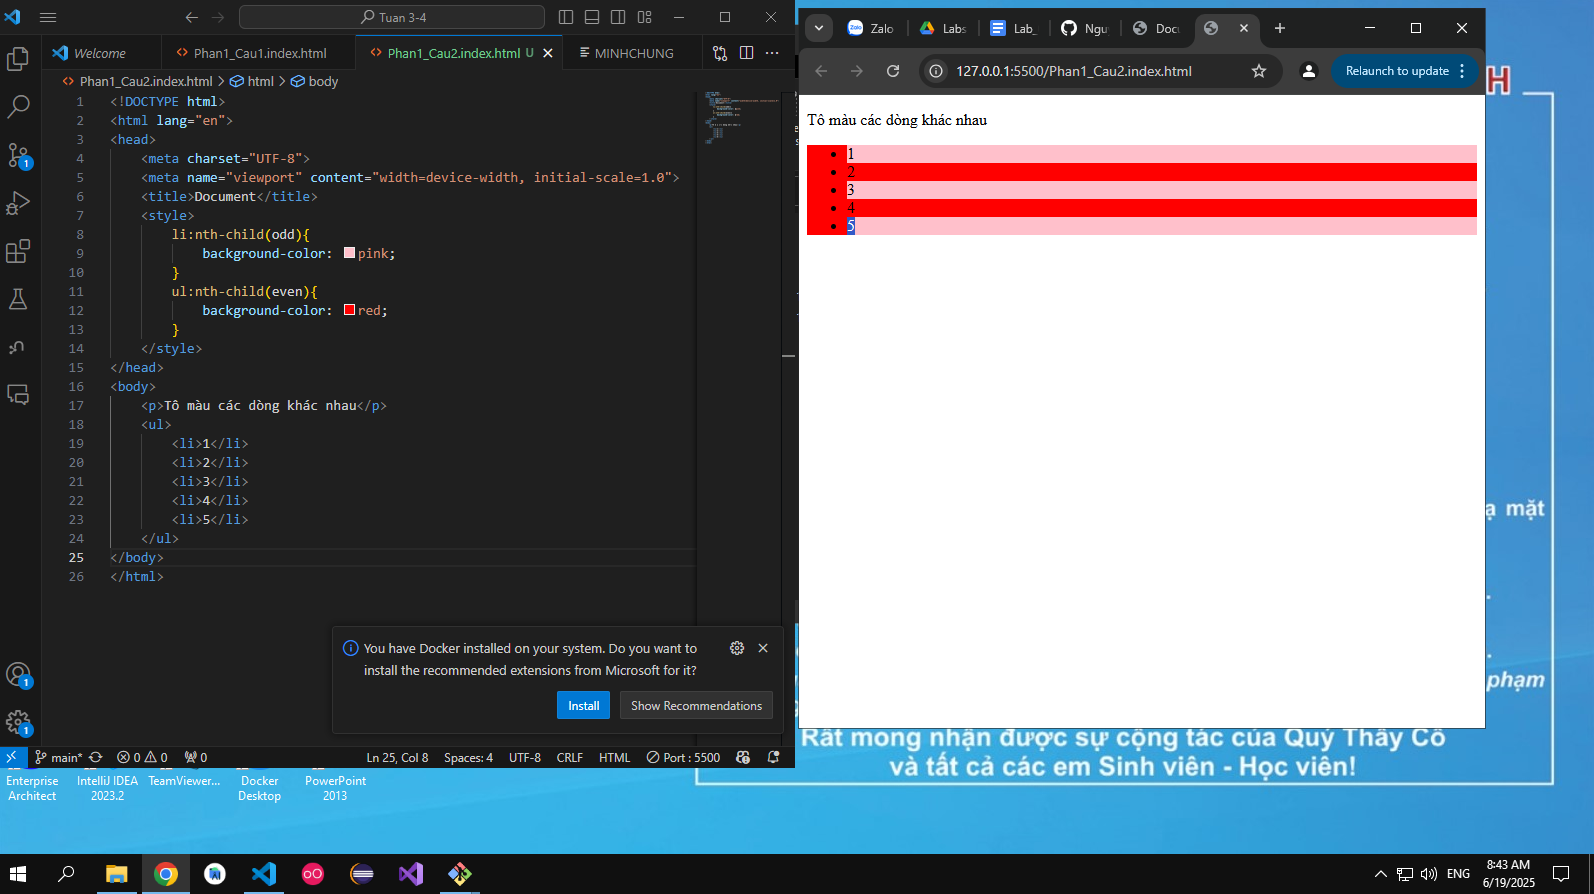 Tuan 3-4
Welcome
Phan1_Cau1.index.html
Phan1_Cau2.index.html U
MINHCHUNG
Phan1_Cau2.index.html > html > body
1 <!DOCTYPE html>
2 <html lang="en">
3 <head>
4 <meta charset="UTF-8">
5 <meta name="viewport" content="width=device-width, initial-scale=1.0">
6 <title>Document</title>
7 <style>
8 li:nth-child(odd){
9 background-color: pink;
10 }
11 ul:nth-child(even){
12 background-color: red;
13 }
14 </style>
15 </head>
16 <body>
17 <p>Tô màu các dòng khác nhau</p>
18 <ul>
19 <li>1</li>
20 <li>2</li>
21 <li>3</li>
22 <li>4</li>
23 <li>5</li>
24 </ul>
25 </body>
26 </html>
1
1
1
You have Docker installed on your system. Do you want to
install the recommended extensions from Microsoft for it?
Install
Show Recommendations
main*
0 0
0
Ln 25, Col 8
Spaces: 4
UTF-8
CRLF
HTML
Port : 5500
Zalo
Labs
Lab_
Ngu
Docu
127.0.0.1:5500/Phan1_Cau2.index.html
Relaunch to update
Tô màu các dòng khác nhau
1
2
3
4
5
H
mặt
phạm
Rất mong nhận được sự cộng tác của Quý Thầy Cô
và tất cả các em Sinh viên - Học viên!
Enterprise
Architect
IntelliJ IDEA
2023.2
TeamViewer...
Docker
Desktop
PowerPoint
2013
ENG
8:43 AM
6/19/2025